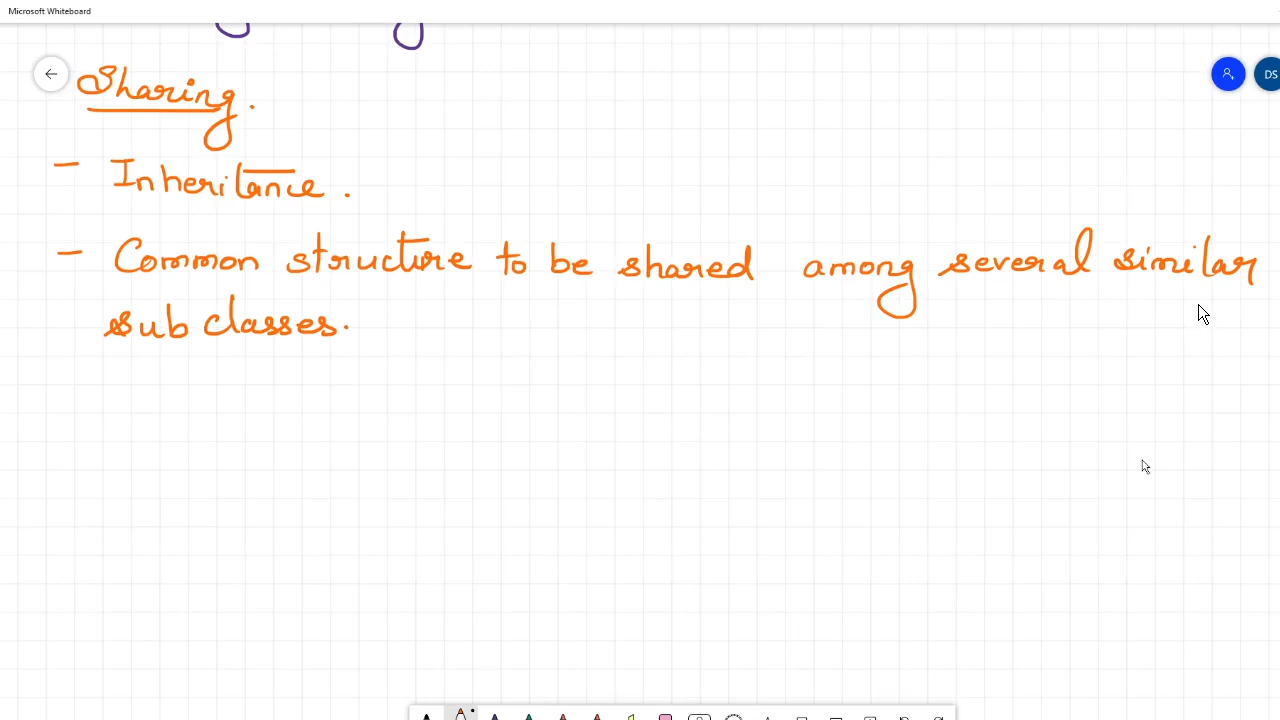 Microsoft Whiteboard
DS
Sharing.
- Inheritance.
- Common structure to be shared among several similar
sub classes.